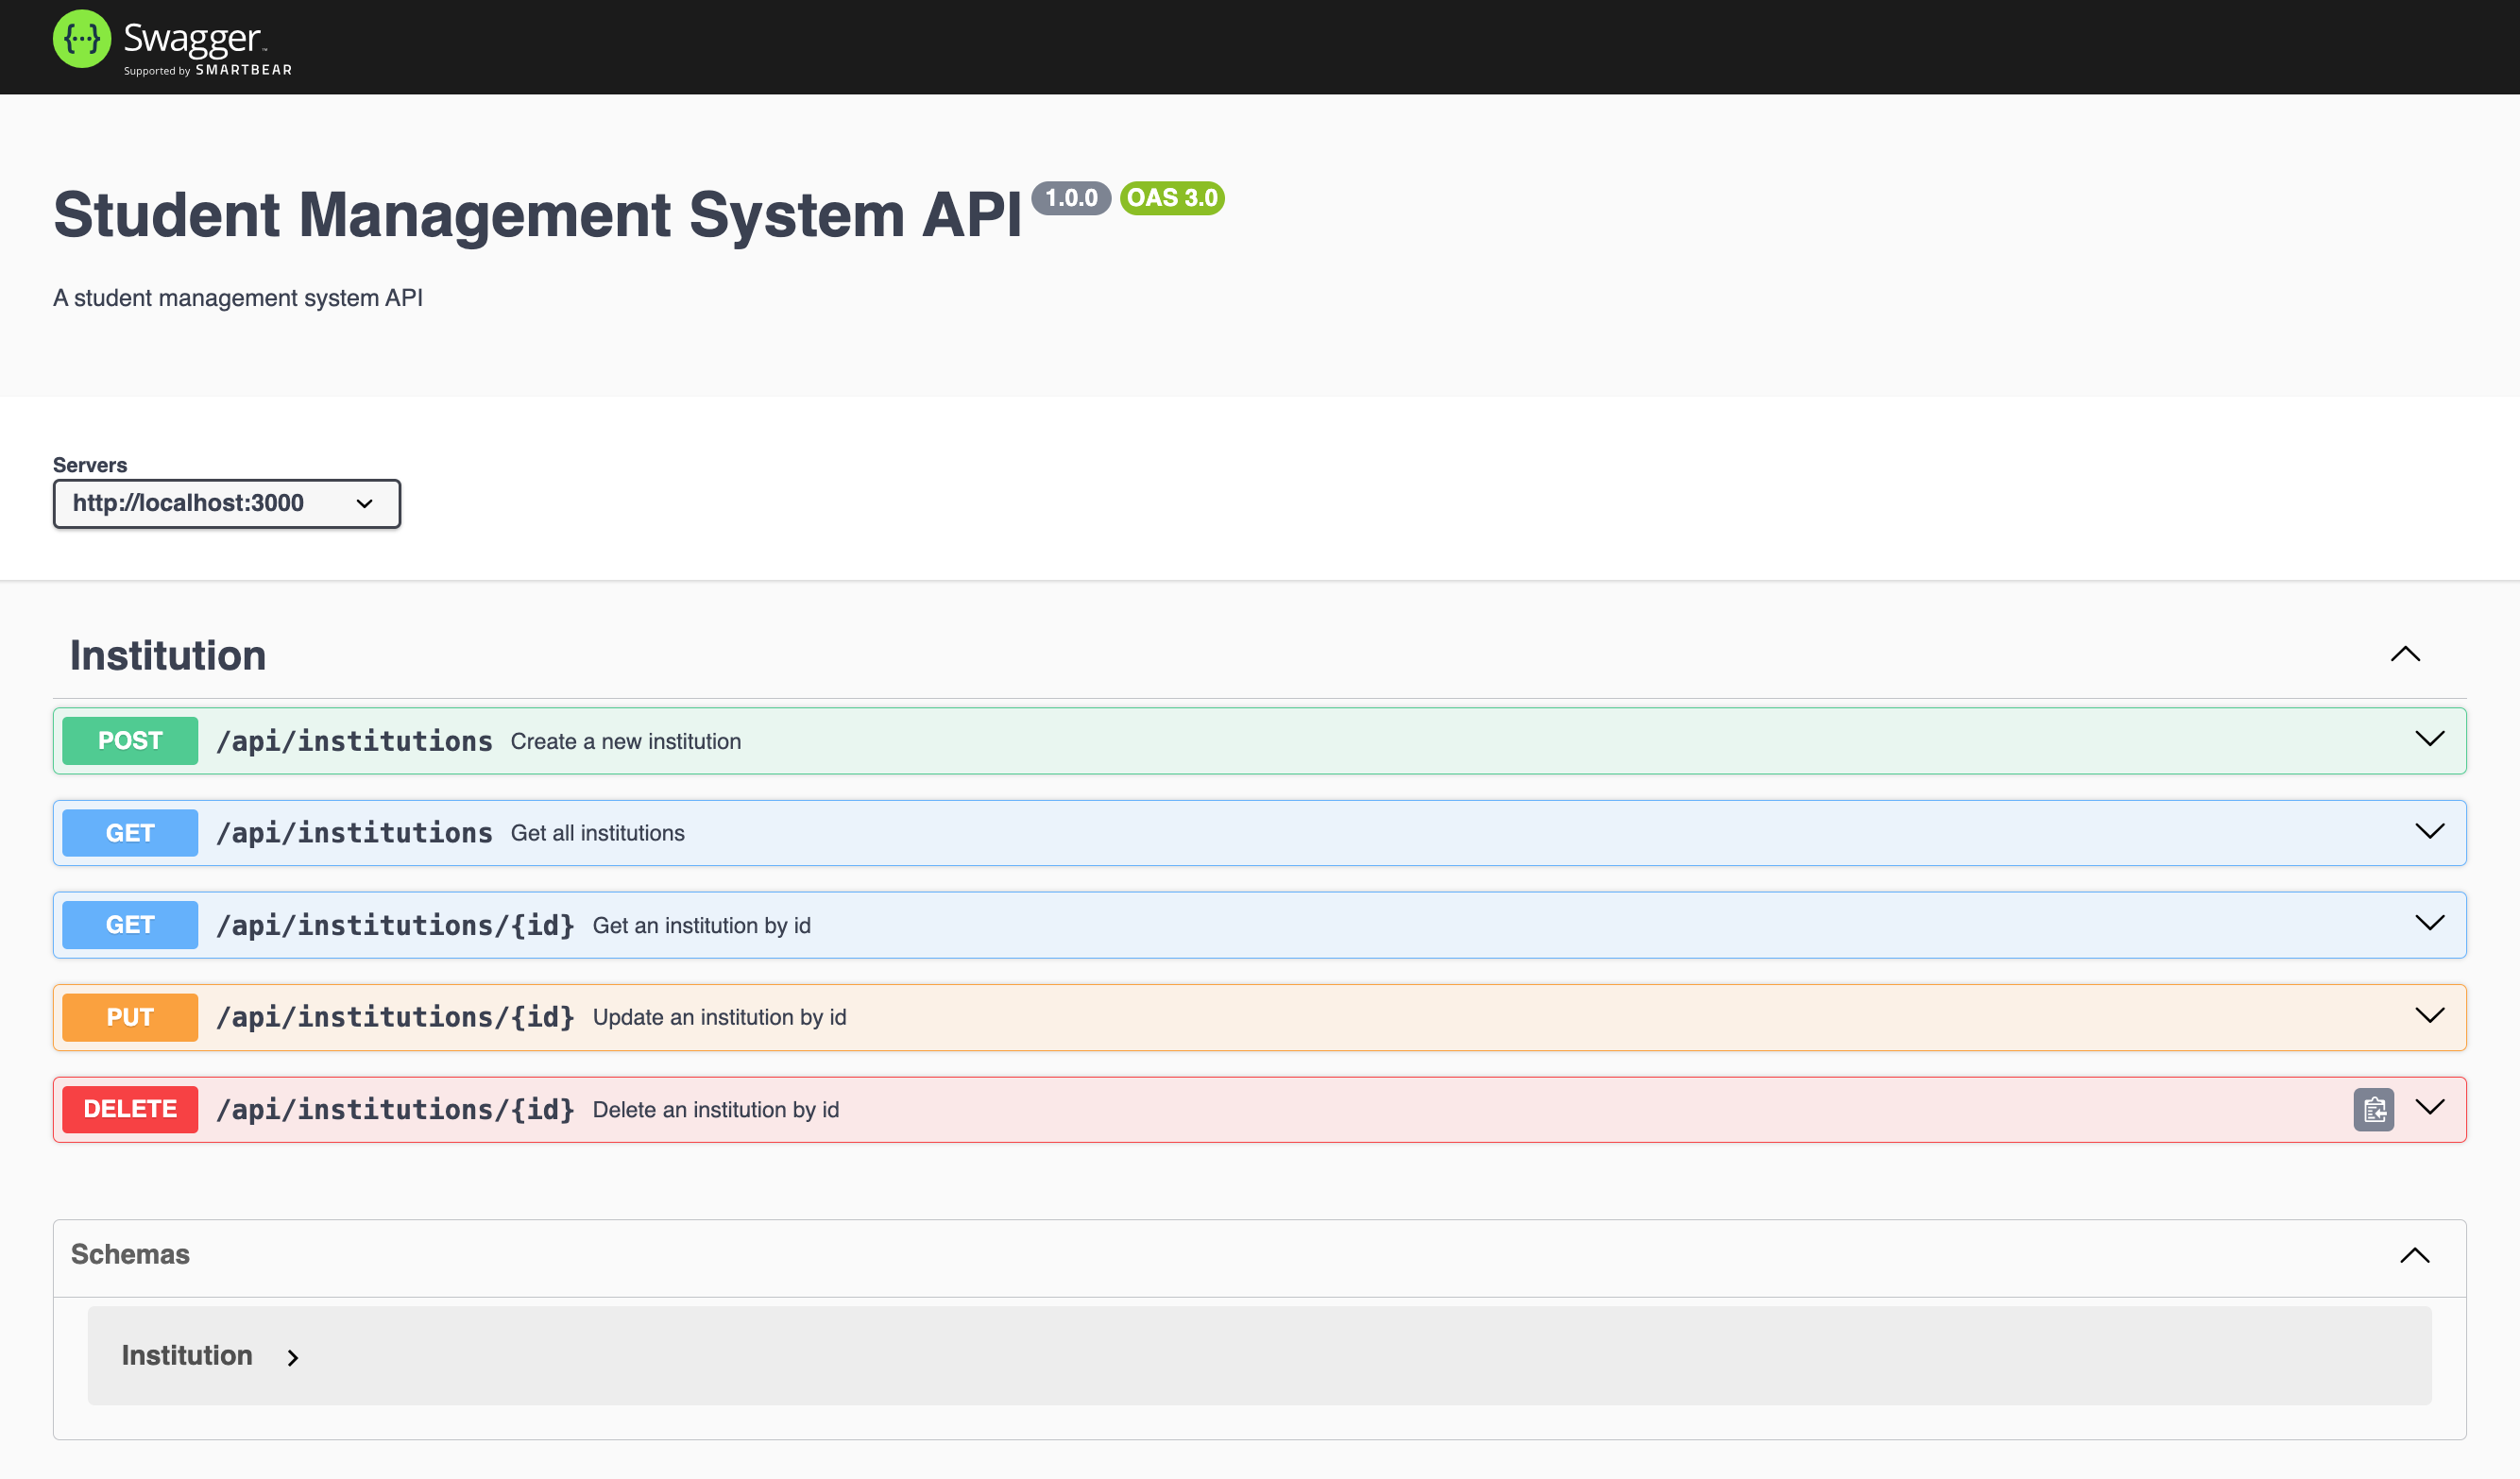 Swagger™
Supported by SMARTBEAR
Student Management System API 1.0.0 OAS 3.0
A student management system API
Servers
http://localhost:3000
Institution
POST /api/institutions Create a new institution
GET /api/institutions Get all institutions
GET /api/institutions/{id} Get an institution by id
PUT /api/institutions/{id} Update an institution by id
DELETE /api/institutions/{id} Delete an institution by id
Schemas
Institution